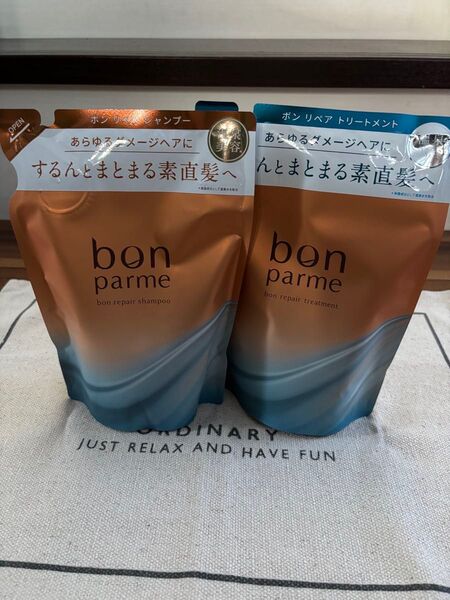 OPEN
ボン リペア シャンプー
あらゆるダメージヘアに
するんとまとまる素直髪へ
bon
parme
bon repair shampoo
ボン リペア トリートメント
あらゆるダメージヘアに
んとまとまる素直髪へ
bon
parme
bon repair treatment
ORDINARY
JUST RELAX AND HAVE FUN